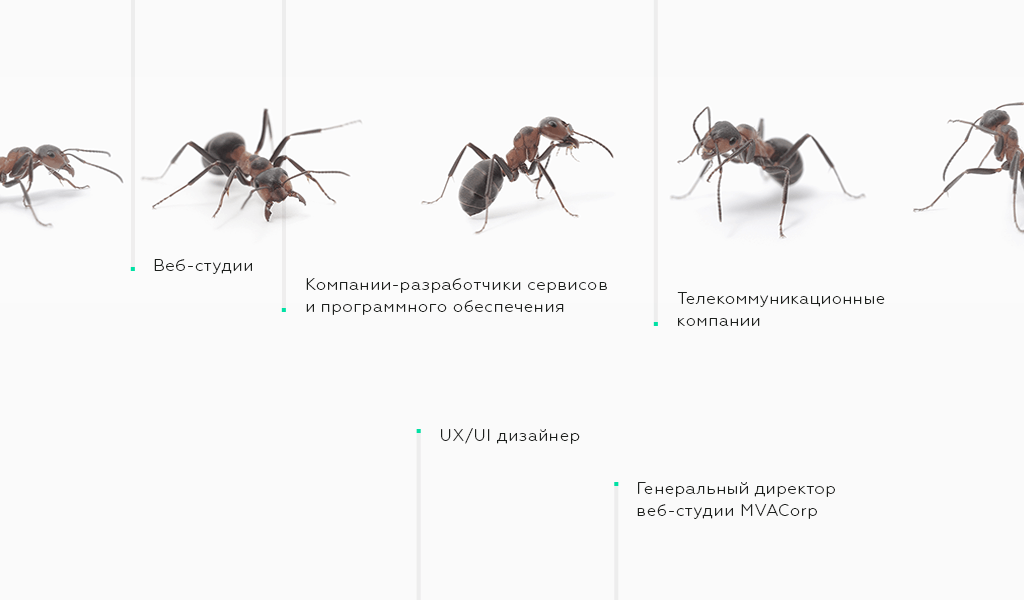 Веб-студии
Компании-разработчики сервисов
и программного обеспечения
Телекоммуникационные
компании
UX/UI дизайнер
Генеральный директор
веб-студии MVACorp